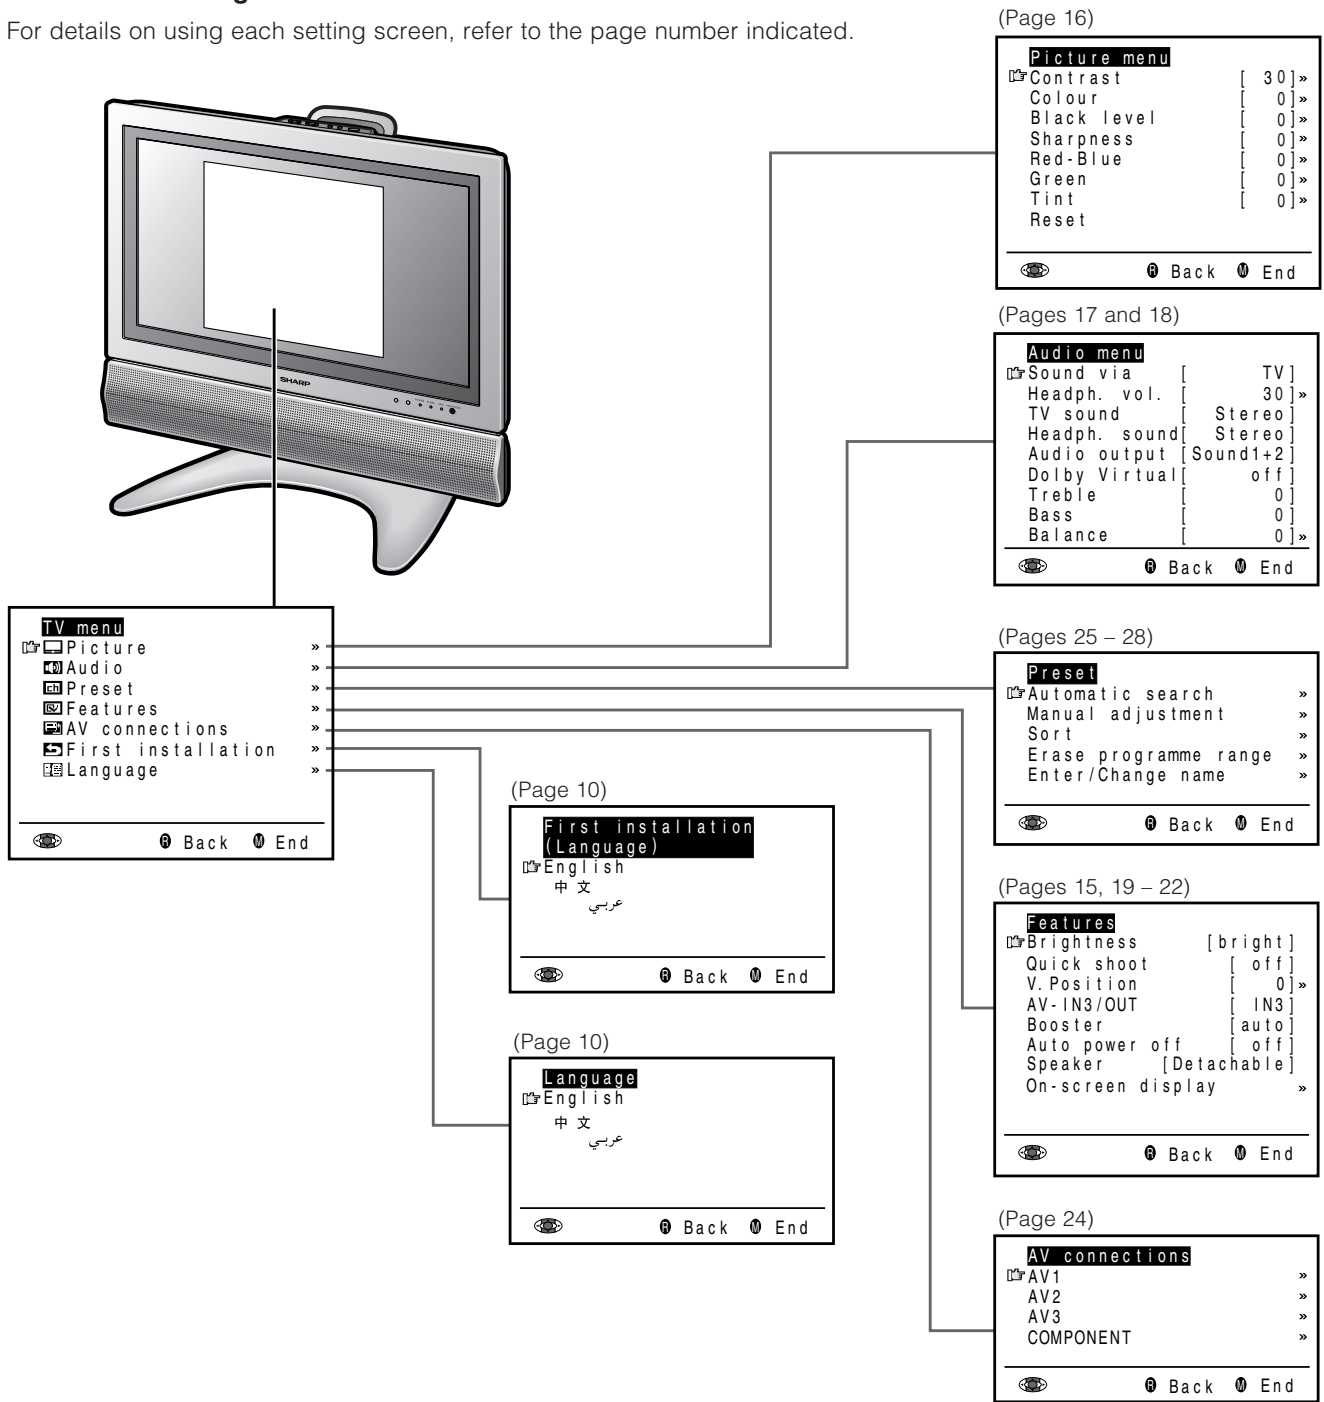 For details on using each setting screen, refer to the page number indicated.
SHARP
TV menu
Picture »
Audio »
ch Preset »
Features »
AV connections »
First installation »
Language »
R Back M End
(Page 16)
Picture menu
Contrast [ 30]»
Colour [ 0]»
Black level [ 0]»
Sharpness [ 0]»
Red-Blue [ 0]»
Green [ 0]»
Tint [ 0]»
Reset
R Back M End
(Pages 17 and 18)
Audio menu
Sound via [ TV]
Headph. vol. [ 30]»
TV sound [ Stereo]
Headph. sound[ Stereo]
Audio output [Sound1+2]
Dolby Virtual[ off]
Treble [ 0]
Bass [ 0]
Balance [ 0]»
R Back M End
(Pages 25 – 28)
Preset
Automatic search »
Manual adjustment »
Sort »
Erase programme range »
Enter/Change name »
R Back M End
(Pages 15, 19 – 22)
Features
Brightness [bright]
Quick shoot [ off]
V.Position [ 0]»
AV-IN3/OUT [ IN3]
Booster [auto]
Auto power off [ off]
Speaker [Detachable]
On-screen display »
R Back M End
(Page 24)
AV connections
AV1 »
AV2 »
AV3 »
COMPONENT »
R Back M End
(Page 10)
First installation
(Language)
English
中文
عربي
R Back M End
(Page 10)
Language
English
中文
عربي
R Back M End